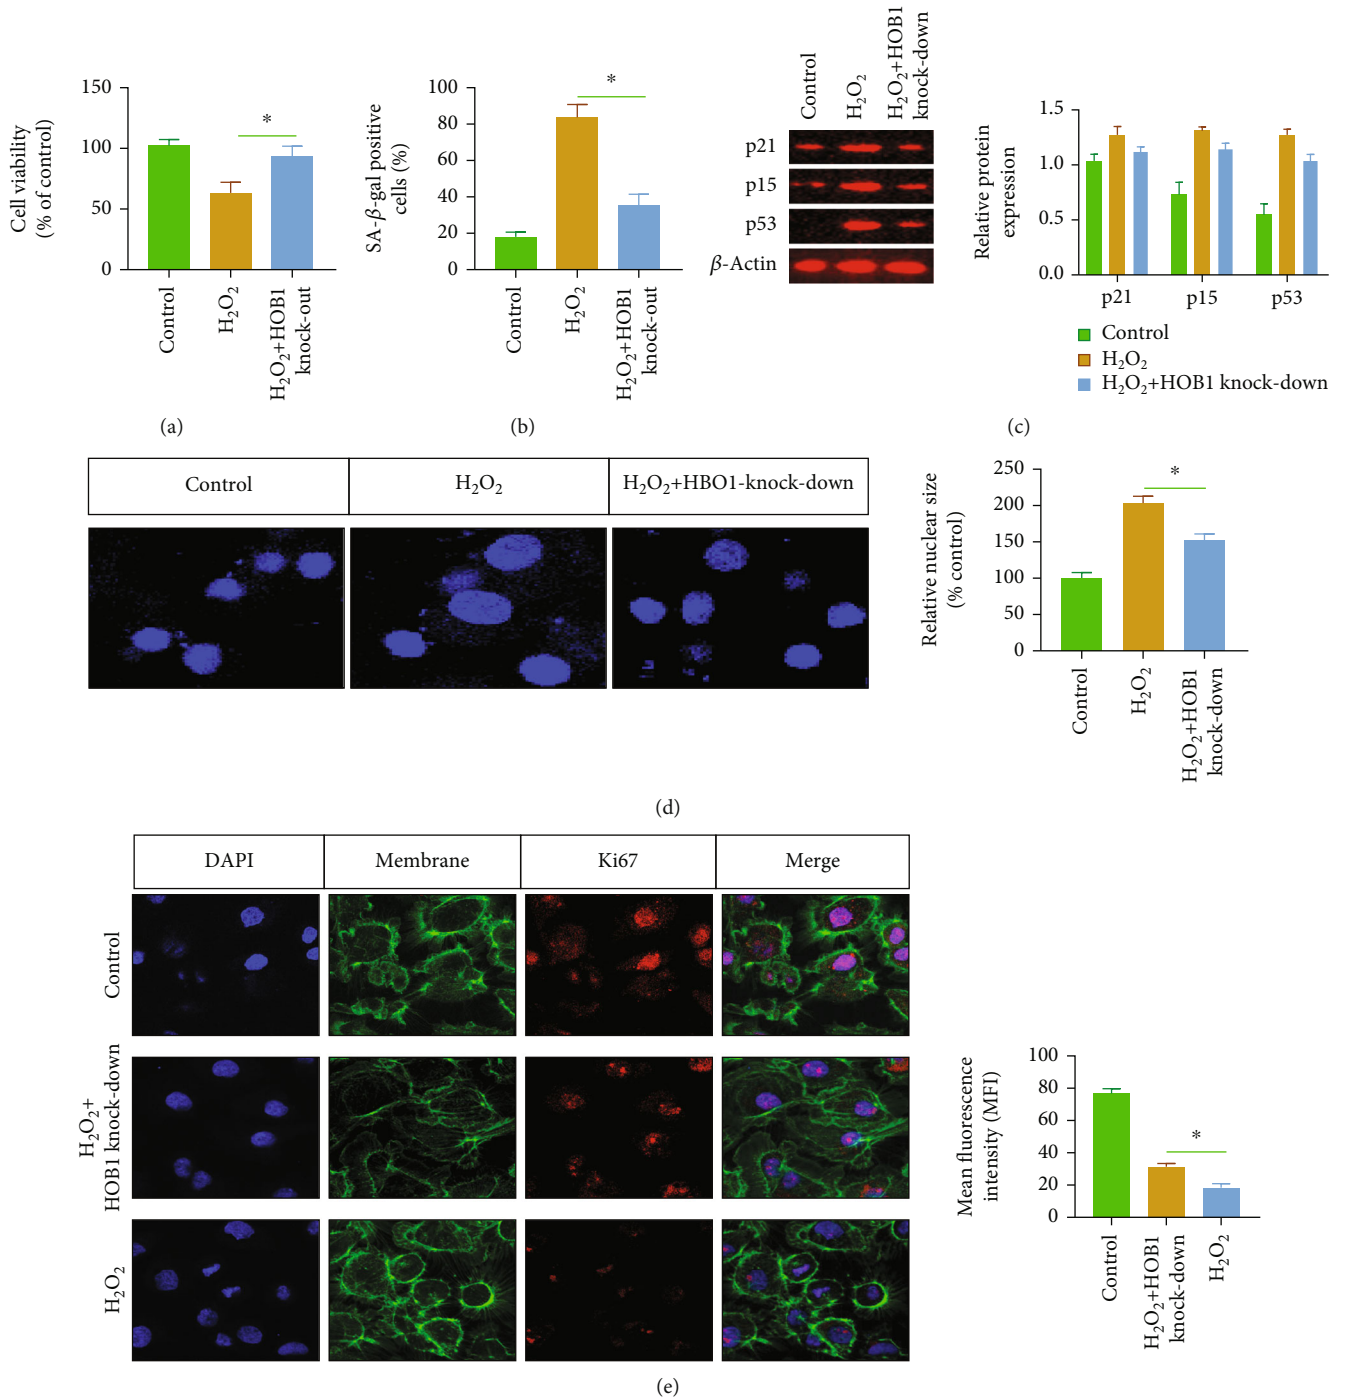 Cell viability
(% of control)
150
100
50
0
*
Control
H₂O₂
H₂O₂+HOB1
knock-out
(a)
SA-β-gal positive
cells (%)
100
80
60
40
20
0
*
Control
H₂O₂
H₂O₂+HOB1
knock-out
(b)
Control
H₂O₂
H₂O₂+HOB1
knock-down
p21
p15
p53
β-Actin
Relative protein
expression
1.5
1.0
0.5
0.0
p21 p15 p53
Control
H₂O₂
H₂O₂+HOB1 knock-down
(c)
Control H₂O₂ H₂O₂+HBO1-knock-down
Relative nuclear size
(% control)
250
200
150
100
50
0
*
Control
H₂O₂
H₂O₂+HOB1
knock-down
(d)
DAPI Membrane Ki67 Merge
Control
H₂O₂+
HOB1 knock-down
H₂O₂
Mean fluorescence
intensity (MFI)
100
80
60
40
20
0
*
Control
H₂O₂+HOB1
knock-down
H₂O₂
(e)